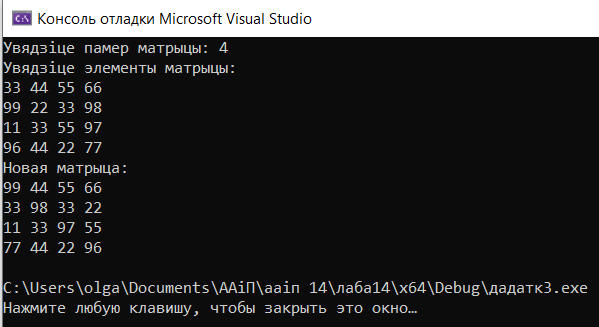 Консоль отладки Microsoft Visual Studio
Увядзіце памер матрыцы: 4
Увядзіце элементы матрыцы:
33 44 55 66
99 22 33 98
11 33 55 97
96 44 22 77
Новая матрыца:
99 44 55 66
33 98 33 22
11 33 97 55
77 44 22 96
C:\Users\olga\Documents\ААіП\ааіп 14\лаба14\x64\Debug\дадатк3.exe
Нажмите любую клавишу, чтобы закрыть это окно…